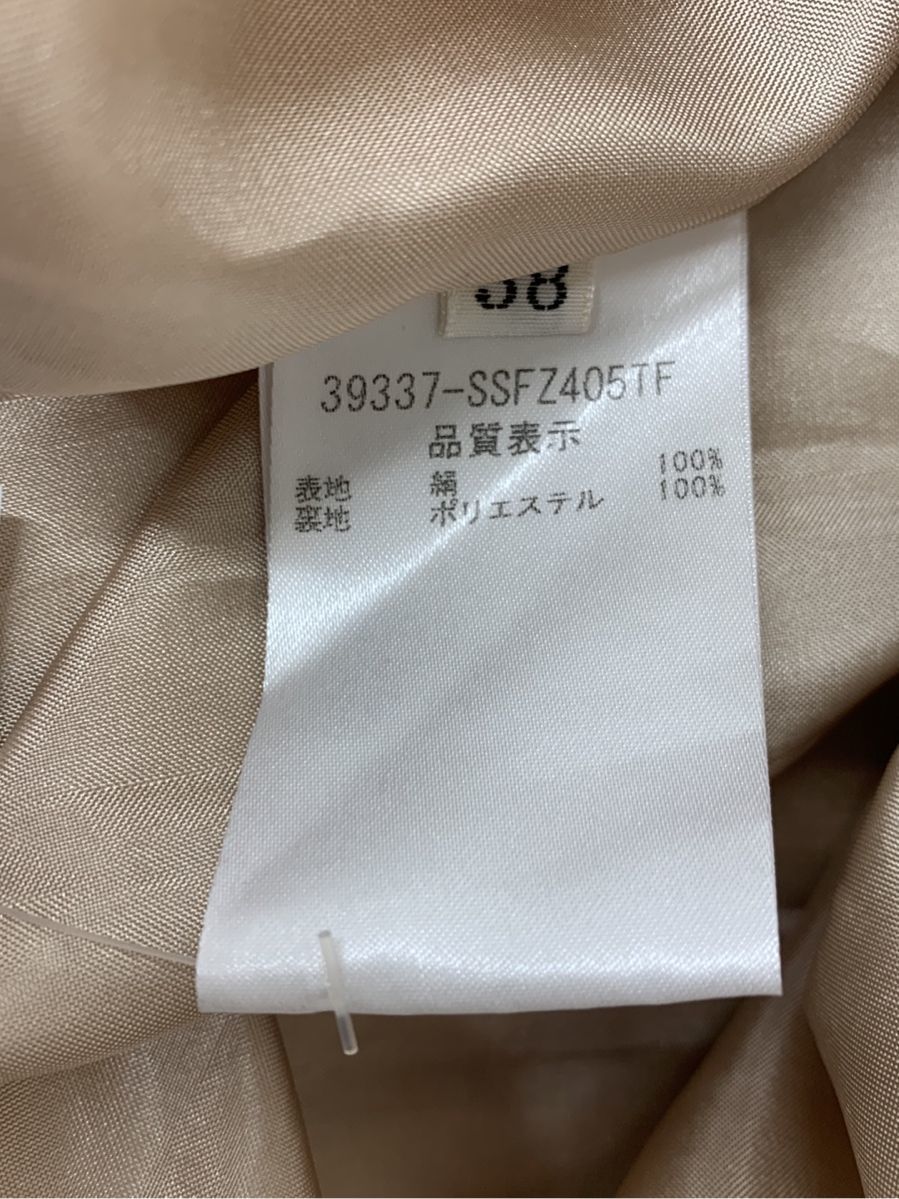 38
39337-SSFZ405TF
品質表示
表地 絹 100%
裏地 ポリエステル 100%